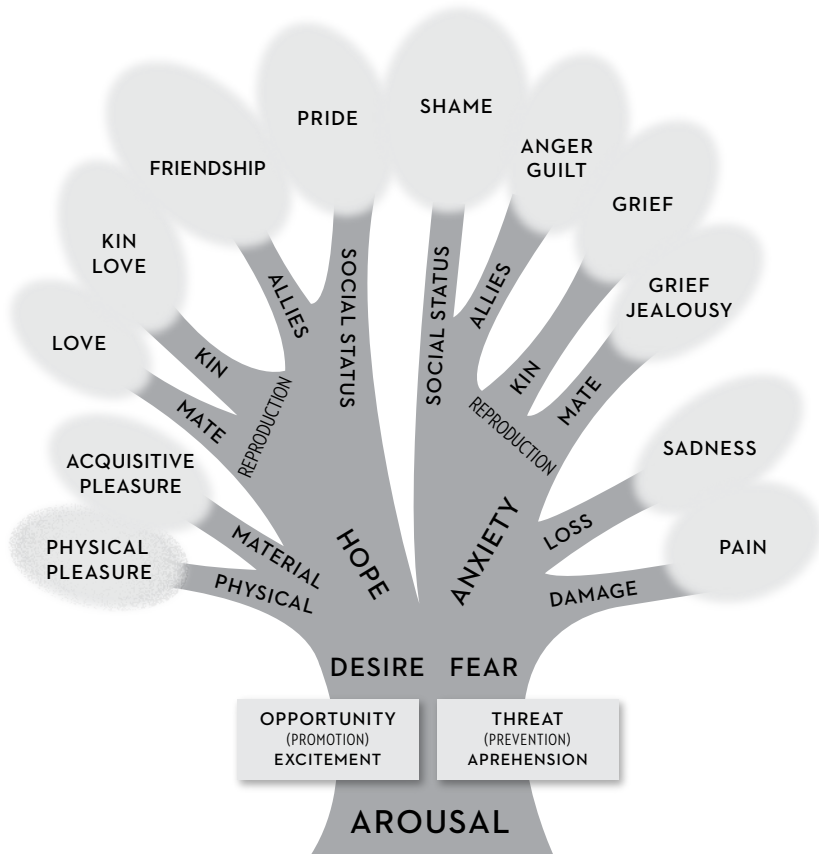 SHAME
PRIDE
ANGER
GUILT
FRIENDSHIP
GRIEF
KIN
LOVE
GRIEF
JEALOUSY
LOVE
ALLIES
SOCIAL STATUS
SOCIAL STATUS
ALLIES
KIN
MATE
REPRODUCTION
KIN
MATE
REPRODUCTION
ACQUISITIVE
PLEASURE
SADNESS
PHYSICAL
PLEASURE
PAIN
MATERIAL
PHYSICAL
HOPE
ANXIETY
LOSS
DAMAGE
DESIRE
FEAR
OPPORTUNITY
(PROMOTION)
EXCITEMENT
THREAT
(PREVENTION)
APREHENSION
AROUSAL